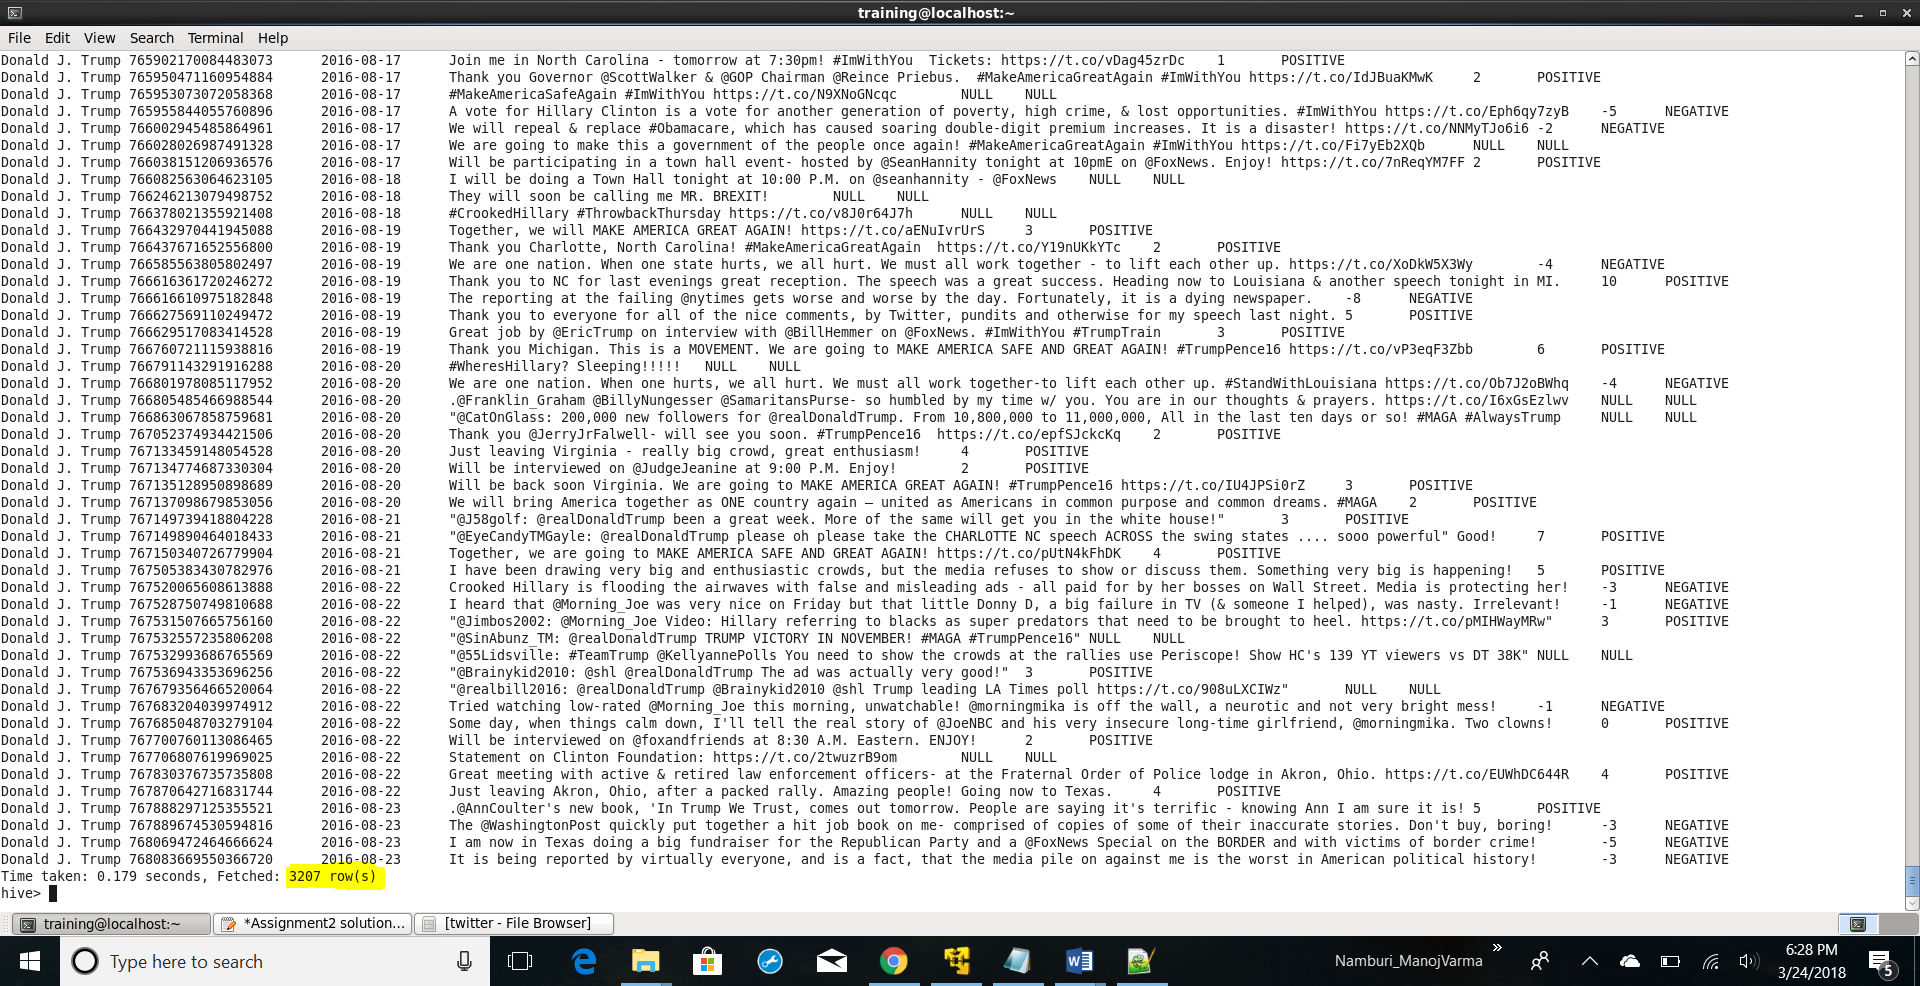 training@localhost:~
File Edit View Search Terminal Help
Donald J. Trump 765902170084483073 2016-08-17 Join me in North Carolina - tomorrow at 7:30pm! #ImWithYou Tickets: https://t.co/vDag45zrDc 1 POSITIVE
Donald J. Trump 765950471160954884 2016-08-17 Thank you Governor @ScottWalker & @GOP Chairman @Reince Priebus. #MakeAmericaGreatAgain #ImWithYou https://t.co/IdJBuaKMwK 2 POSITIVE
Donald J. Trump 765953073072058368 2016-08-17 #MakeAmericaSafeAgain #ImWithYou https://t.co/N9XNoGNcqc NULL NULL
Donald J. Trump 765955844055760896 2016-08-17 A vote for Hillary Clinton is a vote for another generation of poverty, high crime, & lost opportunities. #ImWithYou https://t.co/Eph6qy7zyB -5 NEGATIVE
Donald J. Trump 766002945485864961 2016-08-17 We will repeal & replace #Obamacare, which has caused soaring double-digit premium increases. It is a disaster! https://t.co/NNMyTJo6i6 -2 NEGATIVE
Donald J. Trump 766028026987491328 2016-08-17 We are going to make this a government of the people once again! #MakeAmericaGreatAgain #ImWithYou https://t.co/Fi7yEb2XQb NULL NULL
Donald J. Trump 766038151206936576 2016-08-17 Will be participating in a town hall event- hosted by @SeanHannity tonight at 10pmE on @FoxNews. Enjoy! https://t.co/7nReqYM7FF 2 POSITIVE
Donald J. Trump 766082563064623105 2016-08-18 I will be doing a Town Hall tonight at 10:00 P.M. on @seanhannity - @FoxNews NULL NULL
Donald J. Trump 766246213079498752 2016-08-18 They will soon be calling me MR. BREXIT! NULL NULL
Donald J. Trump 766378021355921408 2016-08-18 #CrookedHillary #ThrowbackThursday https://t.co/v8J0r64J7h NULL NULL
Donald J. Trump 766432970441945088 2016-08-19 Together, we will MAKE AMERICA GREAT AGAIN! https://t.co/aENuIvrUrS 3 POSITIVE
Donald J. Trump 766437671652556800 2016-08-19 Thank you Charlotte, North Carolina! #MakeAmericaGreatAgain https://t.co/Y19nUKkYTc 2 POSITIVE
Donald J. Trump 766585563805802497 2016-08-19 We are one nation. When one state hurts, we all hurt. We must all work together - to lift each other up. https://t.co/XoDkW5X3Wy -4 NEGATIVE
Donald J. Trump 766616361720246272 2016-08-19 Thank you to NC for last evenings great reception. The speech was a great success. Heading now to Louisiana & another speech tonight in MI. 10 POSITIVE
Donald J. Trump 766616610975182848 2016-08-19 The reporting at the failing @nytimes gets worse and worse by the day. Fortunately, it is a dying newspaper. -8 NEGATIVE
Donald J. Trump 766627569110249472 2016-08-19 Thank you to everyone for all of the nice comments, by Twitter, pundits and otherwise for my speech last night. 5 POSITIVE
Donald J. Trump 766629517083414528 2016-08-19 Great job by @EricTrump on interview with @BillHemmer on @FoxNews. #ImWithYou #TrumpTrain 3 POSITIVE
Donald J. Trump 766760721115938816 2016-08-19 Thank you Michigan. This is a MOVEMENT. We are going to MAKE AMERICA SAFE AND GREAT AGAIN! #TrumpPence16 https://t.co/vP3eqF3Zbb 6 POSITIVE
Donald J. Trump 766791143291916288 2016-08-20 #WheresHillary? Sleeping!!!!! NULL NULL
Donald J. Trump 766801978085117952 2016-08-20 We are one nation. When one hurts, we all hurt. We must all work together-to lift each other up. #StandWithLouisiana https://t.co/Ob7J2oBWhq -4 NEGATIVE
Donald J. Trump 766805485466988544 2016-08-20 .@Franklin_Graham @BillyNungesser @SamaritansPurse- so humbled by my time w/ you. You are in our thoughts & prayers. https://t.co/I6xGsEzlwv NULL NULL
Donald J. Trump 766863067858759681 2016-08-20 "@CatOnGlass: 200,000 new followers for @realDonaldTrump. From 10,800,000 to 11,000,000, All in the last ten days or so! #MAGA #AlwaysTrump NULL NULL
Donald J. Trump 767052374934421506 2016-08-20 Thank you @JerryJrFalwell- will see you soon. #TrumpPence16 https://t.co/epfSJckcKq 2 POSITIVE
Donald J. Trump 767133459148054528 2016-08-20 Just leaving Virginia - really big crowd, great enthusiasm! 4 POSITIVE
Donald J. Trump 767134774687330304 2016-08-20 Will be interviewed on @JudgeJeanine at 9:00 P.M. Enjoy! 2 POSITIVE
Donald J. Trump 767135128950898689 2016-08-20 Will be back soon Virginia. We are going to MAKE AMERICA GREAT AGAIN! #TrumpPence16 https://t.co/IU4JPSi0rZ 3 POSITIVE
Donald J. Trump 767137098679853056 2016-08-20 We will bring America together as ONE country again – united as Americans in common purpose and common dreams. #MAGA 2 POSITIVE
Donald J. Trump 767149739418804228 2016-08-21 "@J58golf: @realDonaldTrump been a great week. More of the same will get you in the white house!" 3 POSITIVE
Donald J. Trump 767149890464018433 2016-08-21 "@EyeCandyTMGayle: @realDonaldTrump please oh please take the CHARLOTTE NC speech ACROSS the swing states .... sooo powerful" Good! 7 POSITIVE
Donald J. Trump 767150340726779904 2016-08-21 Together, we are going to MAKE AMERICA SAFE AND GREAT AGAIN! https://t.co/pUtN4kFhDK 4 POSITIVE
Donald J. Trump 767505383430782976 2016-08-21 I have been drawing very big and enthusiastic crowds, but the media refuses to show or discuss them. Something very big is happening! 5 POSITIVE
Donald J. Trump 767520065608613888 2016-08-22 Crooked Hillary is flooding the airwaves with false and misleading ads - all paid for by her bosses on Wall Street. Media is protecting her! -3 NEGATIVE
Donald J. Trump 767528750749810688 2016-08-22 I heard that @Morning_Joe was very nice on Friday but that little Donny D, a big failure in TV (& someone I helped), was nasty. Irrelevant! -1 NEGATIVE
Donald J. Trump 767531507665756160 2016-08-22 "@Jimbos2002: @Morning_Joe Video: Hillary referring to blacks as super predators that need to be brought to heel. https://t.co/pMIHWayMRw" 3 POSITIVE
Donald J. Trump 767532557235806208 2016-08-22 "@SinAbunz_TM: @realDonaldTrump TRUMP VICTORY IN NOVEMBER! #MAGA #TrumpPence16" NULL NULL
Donald J. Trump 767532993686765569 2016-08-22 "@55Lidsville: #TeamTrump @KellyannePolls You need to show the crowds at the rallies use Periscope! Show HC's 139 YT viewers vs DT 38K" NULL NULL
Donald J. Trump 767536943353696256 2016-08-22 "@Brainykid2010: @shl @realDonaldTrump The ad was actually very good!" 3 POSITIVE
Donald J. Trump 767679356466520064 2016-08-22 "@realbill2016: @realDonaldTrump @Brainykid2010 @shl Trump leading LA Times poll https://t.co/908uLXCIWz" NULL NULL
Donald J. Trump 767683204039974912 2016-08-22 Tried watching low-rated @Morning_Joe this morning, unwatchable! @morningmika is off the wall, a neurotic and not very bright mess! -1 NEGATIVE
Donald J. Trump 767685048703279104 2016-08-22 Some day, when things calm down, I'll tell the real story of @JoeNBC and his very insecure long-time girlfriend, @morningmika. Two clowns! 0 POSITIVE
Donald J. Trump 767700760113086465 2016-08-22 Will be interviewed on @foxandfriends at 8:30 A.M. Eastern. ENJOY! 2 POSITIVE
Donald J. Trump 767706807619969025 2016-08-22 Statement on Clinton Foundation: https://t.co/2twuzrB9om NULL NULL
Donald J. Trump 767830376735735808 2016-08-22 Great meeting with active & retired law enforcement officers- at the Fraternal Order of Police lodge in Akron, Ohio. https://t.co/EUWhDC644R 4 POSITIVE
Donald J. Trump 767870642716831744 2016-08-22 Just leaving Akron, Ohio, after a packed rally. Amazing people! Going now to Texas. 4 POSITIVE
Donald J. Trump 767888297125355521 2016-08-23 .@AnnCoulter's new book, 'In Trump We Trust, comes out tomorrow. People are saying it's terrific - knowing Ann I am sure it is! 5 POSITIVE
Donald J. Trump 767889674530594816 2016-08-23 The @WashingtonPost quickly put together a hit job book on me- comprised of copies of some of their inaccurate stories. Don't buy, boring! -3 NEGATIVE
Donald J. Trump 768069472464666624 2016-08-23 I am now in Texas doing a big fundraiser for the Republican Party and a @FoxNews Special on the BORDER and with victims of border crime! -5 NEGATIVE
Donald J. Trump 768083669550366720 2016-08-23 It is being reported by virtually everyone, and is a fact, that the media pile on against me is the worst in American political history! -3 NEGATIVE
Time taken: 0.179 seconds, Fetched: 3207 row(s)
hive>
training@localhost:~ *Assignment2 solution... [twitter - File Browser]
Type here to search Namburi_ManojVarma » 6:28 PM
3/24/2018 5